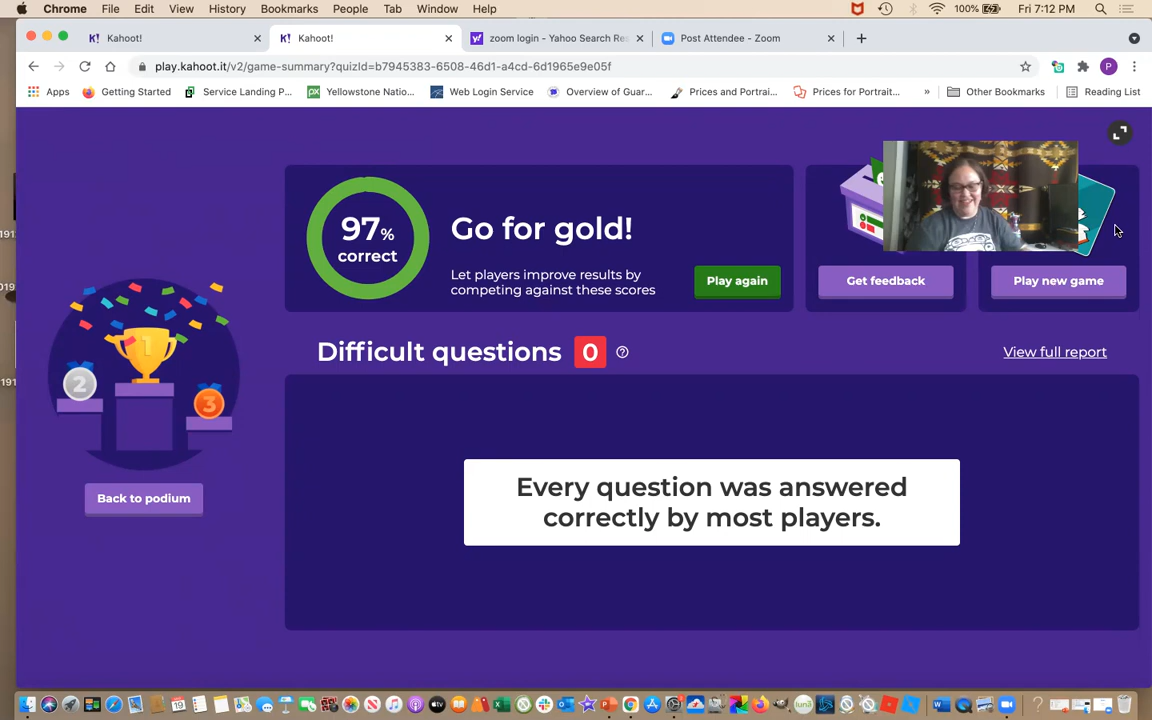 Chrome File Edit View History Bookmarks People Tab Window Help 100% Fri 7:12 PM
K! Kahoot! K! Kahoot! zoom login - Yahoo Search Res Post Attendee - Zoom
play.kahoot.it/v2/game-summary?quizId=b7945383-6508-46d1-a4cd-6d1965e9e05f P
Apps Getting Started Service Landing P... Yellowstone Natio... Web Login Service Overview of Guar... Prices and Portrai... Prices for Portrait... » Other Bookmarks Reading List
97%
correct
Go for gold!
Let players improve results by
competing against these scores
Play again
Get feedback
Play new game
Difficult questions 0
View full report
1
2
3
Back to podium
Every question was answered
correctly by most players.